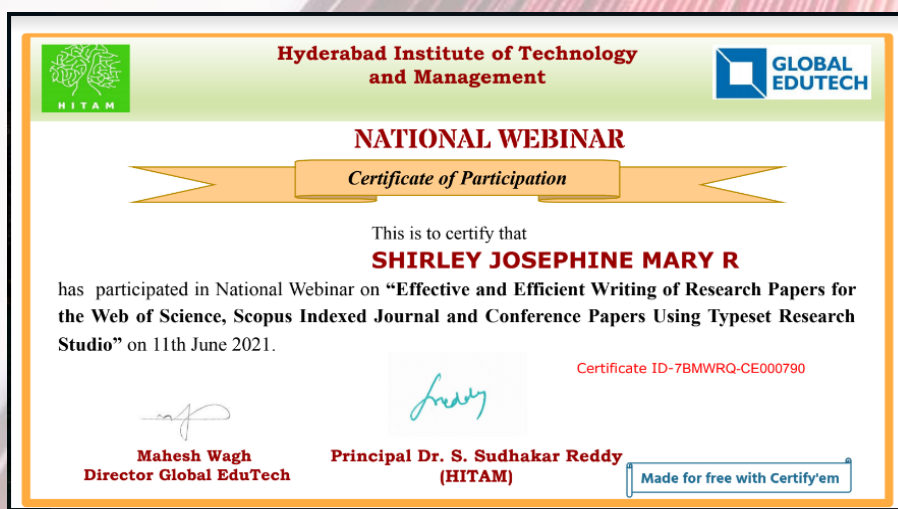 HITAM
Hyderabad Institute of Technology
and Management
GLOBAL
EDUTECH
NATIONAL WEBINAR
Certificate of Participation
This is to certify that
SHIRLEY JOSEPHINE MARY R
has participated in National Webinar on “Effective and Efficient Writing of Research Papers for
the Web of Science, Scopus Indexed Journal and Conference Papers Using Typeset Research
Studio” on 11th June 2021.
Certificate ID-7BMWRQ-CE000790
Mahesh Wagh
Director Global EduTech
Principal Dr. S. Sudhakar Reddy
(HITAM)
Made for free with Certify'em